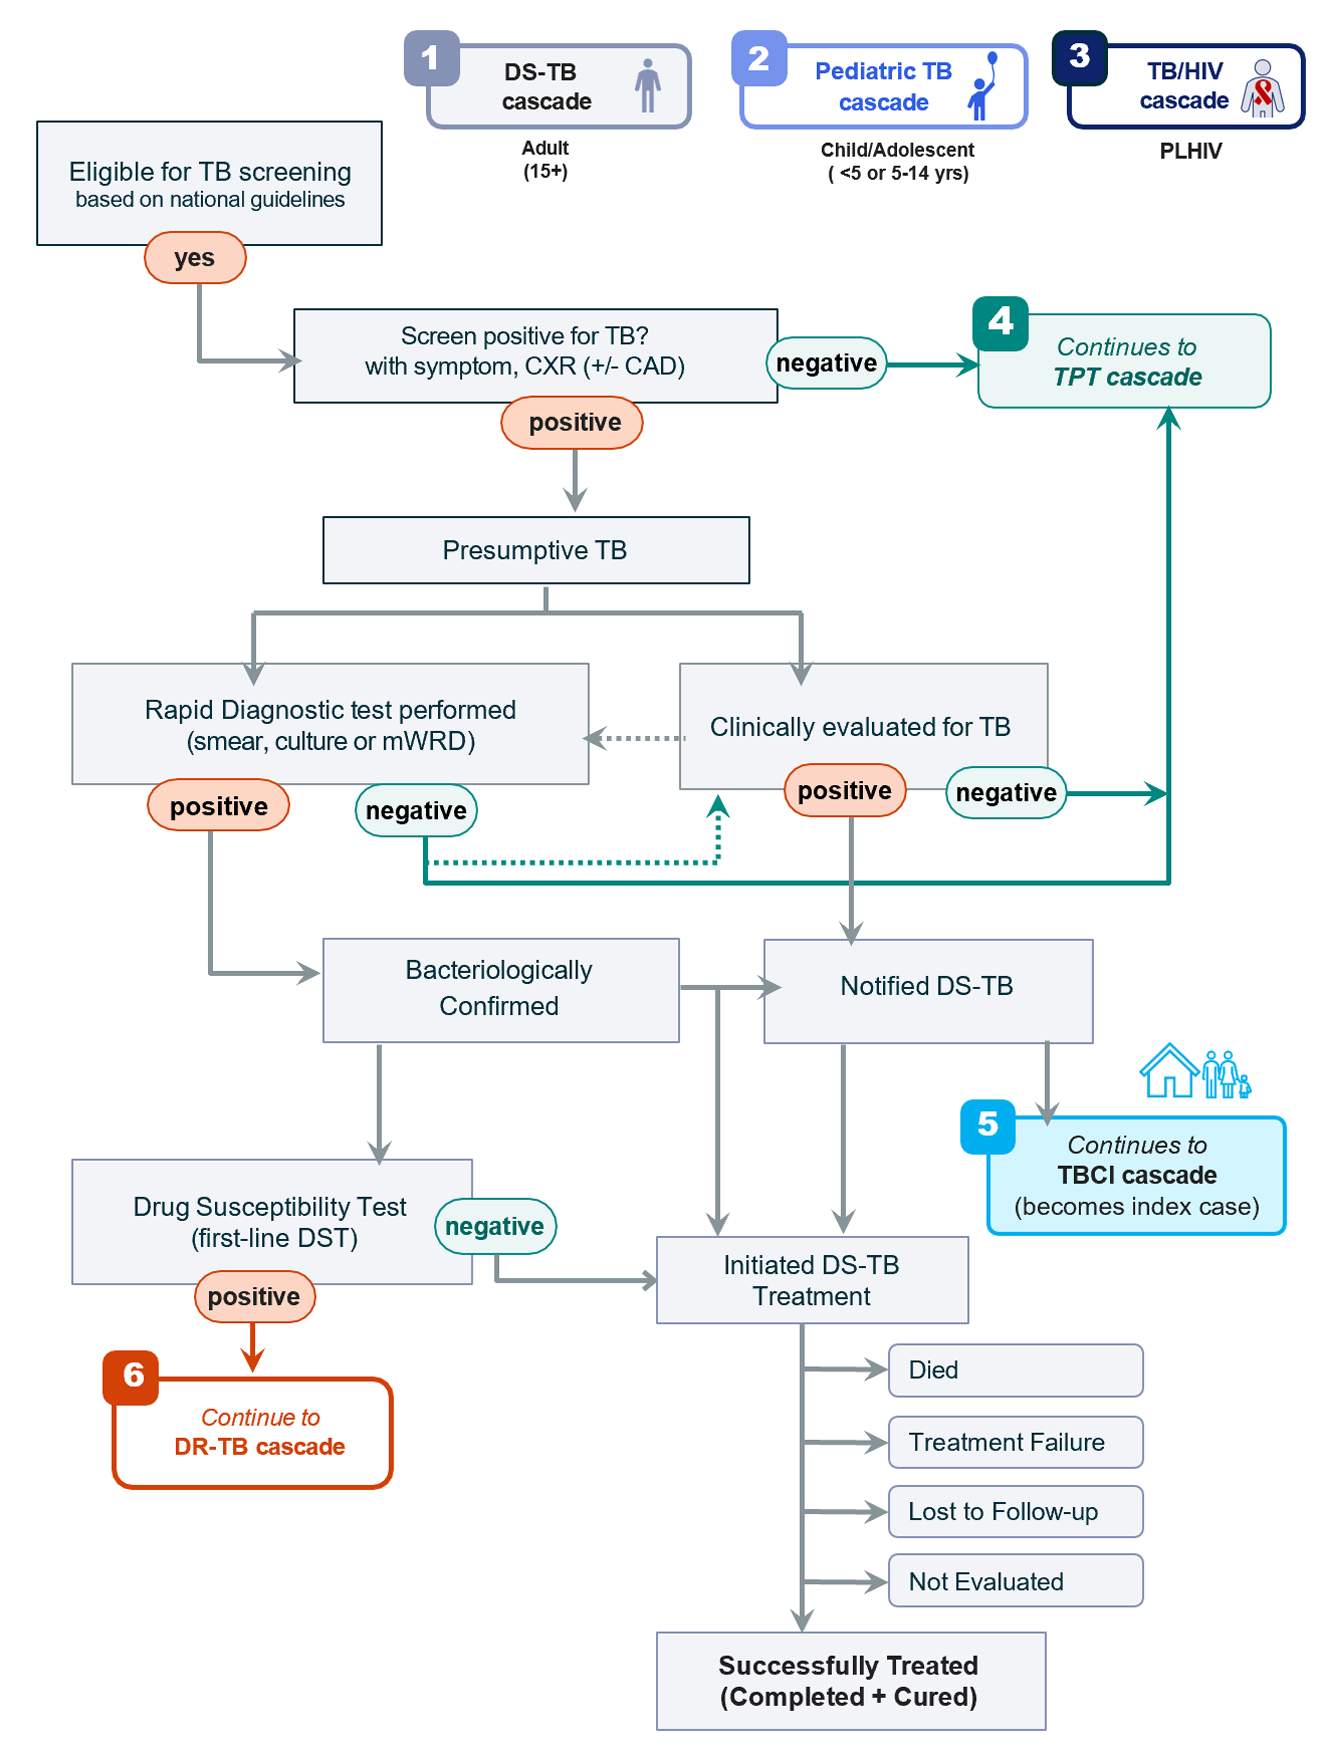 1
DS-TB
cascade
Adult
(15+)
2
Pediatric TB
cascade
Child/Adolescent
( <5 or 5-14 yrs)
3
TB/HIV
cascade
PLHIV
Eligible for TB screening
based on national guidelines
yes
Screen positive for TB?
with symptom, CXR (+/- CAD)
negative
positive
4
Continues to
TPT cascade
Presumptive TB
Rapid Diagnostic test performed
(smear, culture or mWRD)
positive
negative
Clinically evaluated for TB
positive
negative
Bacteriologically
Confirmed
Notified DS-TB
5
Continues to
TBCI cascade
(becomes index case)
Drug Susceptibility Test
(first-line DST)
negative
positive
6
Continue to
DR-TB cascade
Initiated DS-TB
Treatment
Died
Treatment Failure
Lost to Follow-up
Not Evaluated
Successfully Treated
(Completed + Cured)